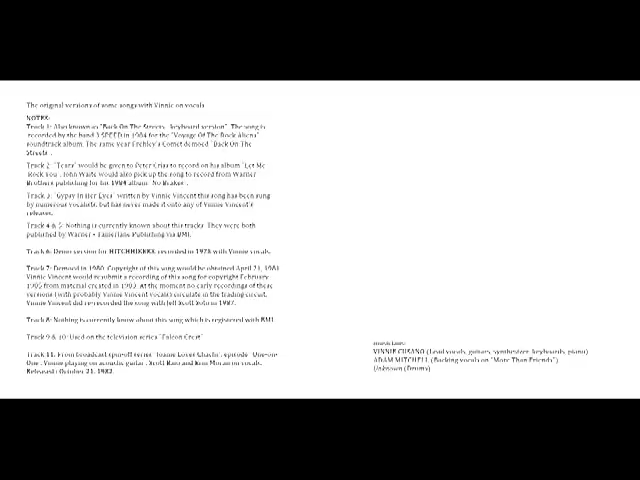 The original versions of some songs with Vinnie on vocals
NOTES:
Track 1: Also known as "Back On The Streets - keyboard version". The song is
recorded by the band 3 SPEED in 1984 for the "Voyage Of The Rock Aliens"
soundtrack album. The same year Frehley's Comet demoed "Back On The
Streets".
Track 2: "Tears" would be given to Peter Criss to record on his album "Let Me
Rock You". John Waite would also pick up the song to record from Warner
Brothers publishing for his 1984 album "No Brakes".
Track 3: "Gypsy In Her Eyes" written by Vinnie Vincent this song has been sung
by numerous vocalists, but has never made it onto any of Vinnie Vincent's
releases.
Track 4 & 5: Nothing is currently known about this tracks. They were both
published by Warner - Tamerlane Publishing via BMI.
Track 6: Demo version for HITCHHIKER, recorded in 1978 with Vinnie vocals.
Track 7: Demoed in 1980. Copyright of this song would be obtained April 21, 1981
Vinnie Vincent would resubmit a recording of this song for copyright February
1985 from material created in 1983. At the moment no early recordings of these
versions (with probably Vinnie Vincent vocals) circulate in the trading circuit.
Vinnie Vincent did re-recorded the song with Jeff Scott Soto in 1987.
Track 8: Nothing is currently know about this song which is registered with BMI.
Track 9 & 10: Used on the television series "Falcon Crest"
Track 11: From broadcast spin-off series "Joanie Loves Chachi", episode "One-on-
One". Vinnie playing on acoustic guitar, Scott Baio and Erin Moran on vocals.
Released: October 21, 1982.
VINNIE CUSANO (Lead vocals, guitars, synthesizer, keyboards, piano)
ADAM MITCHELL (Backing vocals on "More Than Friends")
Unknown (Drums)